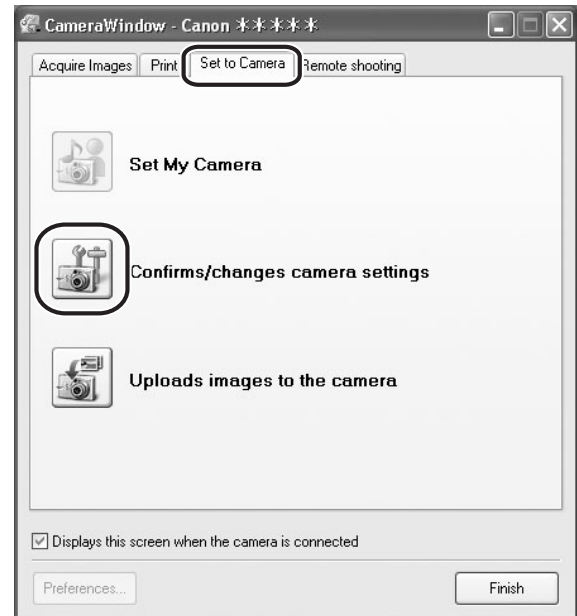 CameraWindow - Canon *****
Acquire Images Print Set to Camera Remote shooting
Set My Camera
Confirms/changes camera settings
Uploads images to the camera
Displays this screen when the camera is connected
Preferences... Finish